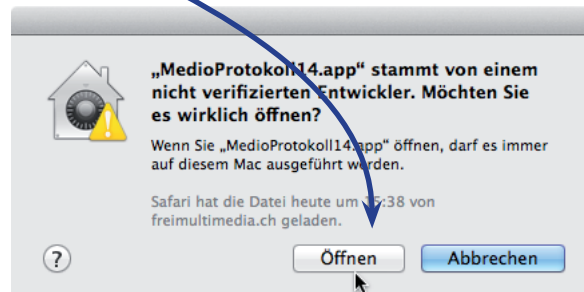 „MedioProtokoll14.app“ stammt von einem
nicht verifizierten Entwickler. Möchten Sie
es wirklich öffnen?
Wenn Sie „MedioProtokoll14.app“ öffnen, darf es immer
auf diesem Mac ausgeführt werden.
Safari hat die Datei heute um 15:38 von
freimultimedia.ch geladen.
? Öffnen Abbrechen